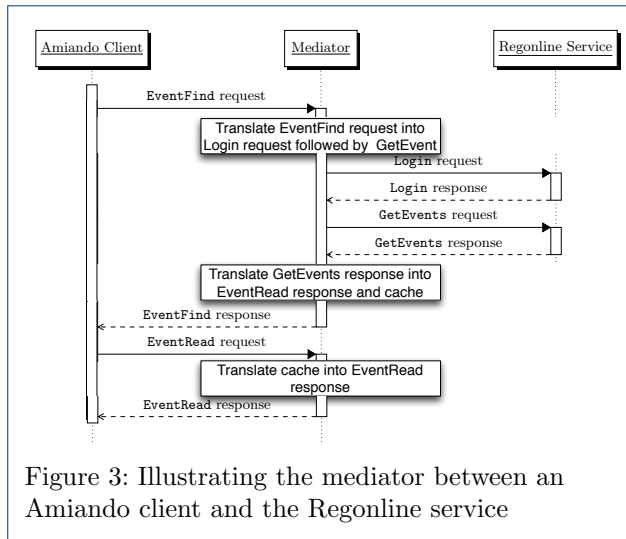 Amiando Client
Mediator
Regonline Service
EventFind request
Translate EventFind request into
Login request followed by GetEvent
Login request
Login response
GetEvents request
GetEvents response
Translate GetEvents response into
EventRead response and cache
EventFind response
EventRead request
Translate cache into EventRead
response
EventRead response
Figure 3: Illustrating the mediator between an
Amiando client and the Regonline service